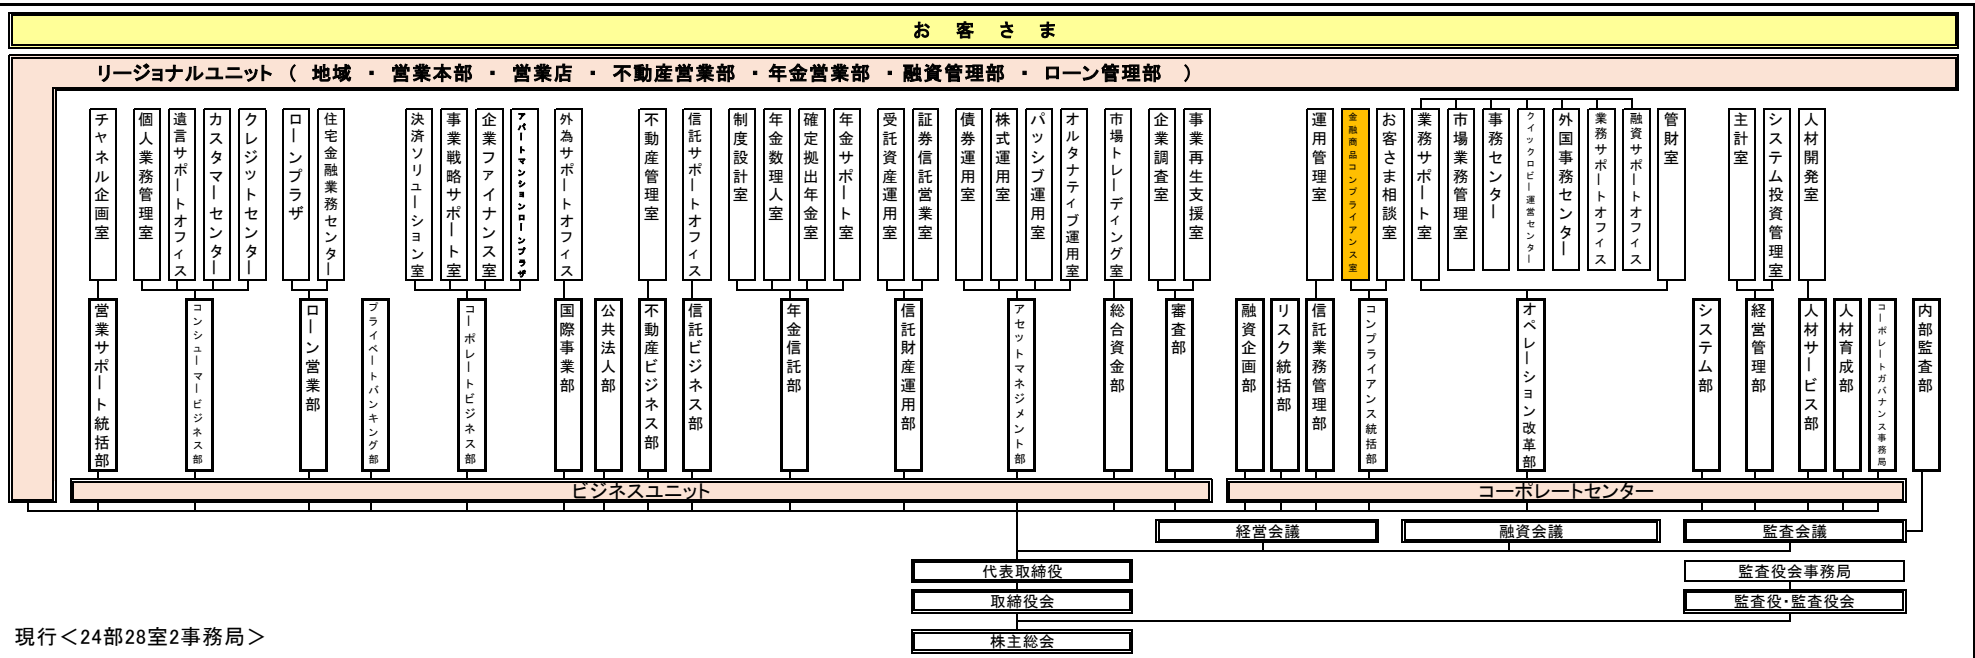 お 客 さ ま
リージョナルユニット （ 地域 ・ 営業本部 ・ 営業店 ・ 不動産営業部 ・ 年金営業部 ・ 融資管理部 ・ ローン管理部 ）
チャネル企画室
個人業務管理室
遺言サポートオフィス
カスタマーセンター
クレジットセンター
ローンプラザ
住宅金融業務センター
決済ソリューション室
事業戦略サポート室
企業ファイナンス室
アパートマンションローンプラザ
外為サポートオフィス
不動産管理室
信託サポートオフィス
制度設計室
年金数理人室
確定拠出年金室
年金サポート室
受託資産運用室
証券信託営業室
債券運用室
株式運用室
パッシブ運用室
オルタナティブ運用室
市場トレーディング室
企業調査室
事業再生支援室
運用管理室
金融商品コンプライアンス室
お客さま相談室
業務サポート室
市場業務管理室
事務センター
クイックロビー運営センター
外国事務センター
業務サポートオフィス
融資サポートオフィス
管財室
主計室
システム投資管理室
人材開発室
営業サポート統括部
コンシューマービジネス部
ローン営業部
プライベートバンキング部
コーポレートビジネス部
国際事業部
公共法人部
不動産ビジネス部
信託ビジネス部
年金信託部
信託財産運用部
アセットマネジメント部
総合資金部
審査部
融資企画部
リスク統括部
信託業務管理部
コンプライアンス統括部
オペレーション改革部
システム部
経営管理部
人材サービス部
人材育成部
コーポレートガバナンス事務局
内部監査部
ビジネスユニット
コーポレートセンター
経営会議
融資会議
監査会議
代表取締役
監査役会事務局
取締役会
監査役・監査役会
現行＜24部28室2事務局＞
株主総会